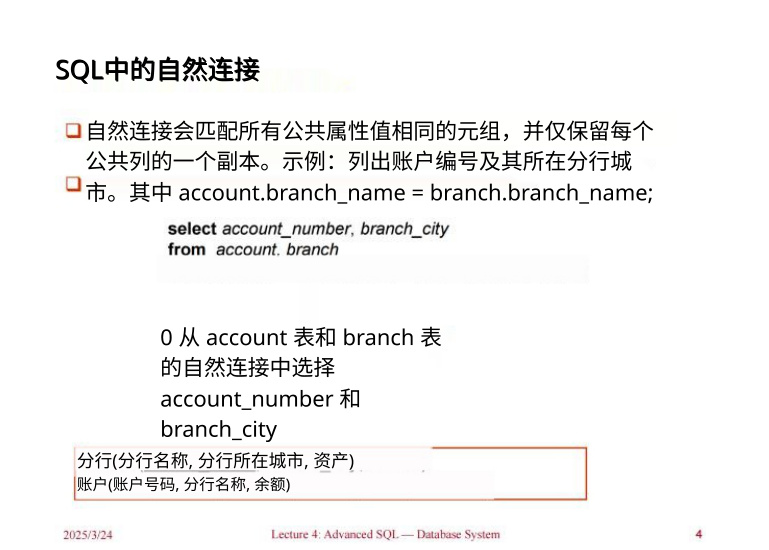 SQL中的自然连接
自然连接会匹配所有公共属性值相同的元组，并仅保留每个
公共列的一个副本。示例：列出账户编号及其所在分行城
市。其中 account.branch_name = branch.branch_name;
select account_number, branch_city
from account. branch
0 从 account 表和 branch 表
的自然连接中选择
account_number 和
branch_city
分行(分行名称, 分行所在城市, 资产)
账户(账户号码, 分行名称, 余额)
2025/3/24 Lecture 4: Advanced SQL — Database System 4